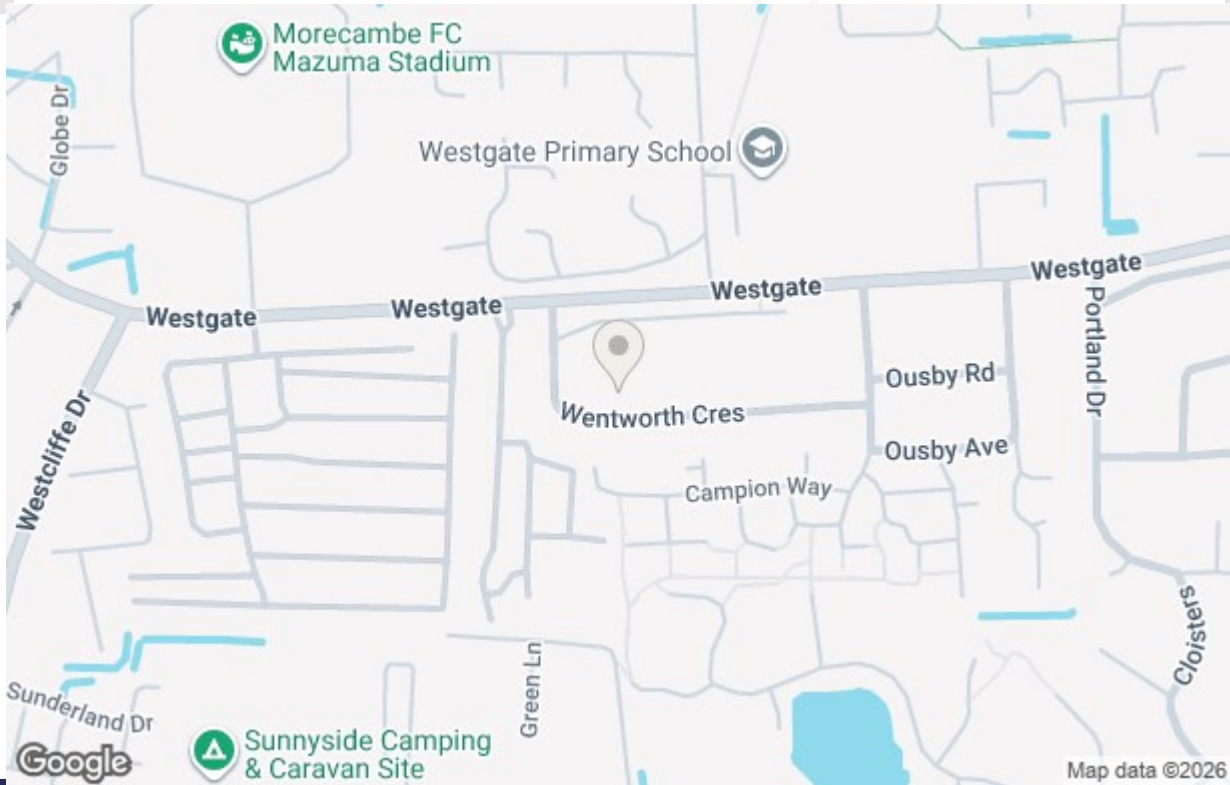 Morecambe FC
Mazuma Stadium
Globe Dr
Westgate Primary School
Westgate
Westgate
Westgate
Westgate
Portland Dr
Ousby Rd
Wentworth Cres
Ousby Ave
Westcliffe Dr
Campion Way
Cloisters
Green Ln
Sunderland Dr
Sunnyside Camping
& Caravan Site
Google
Map data ©2026